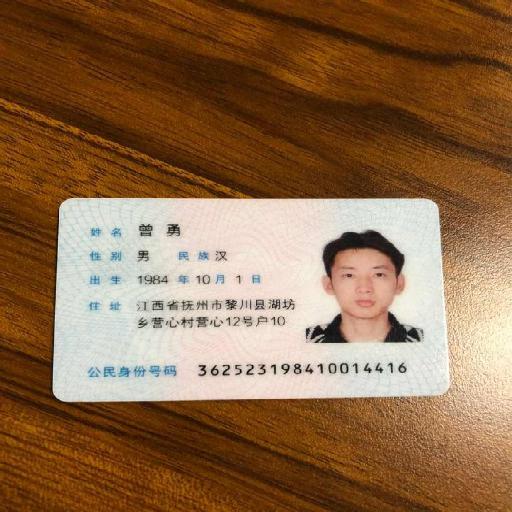 姓名 曾勇
性别 男 民族 汉
出生 1984 年 10 月 1 日
住址 江西省抚州市黎川县湖坊
乡营心村营心12号户10
公民身份号码 362523198410014416